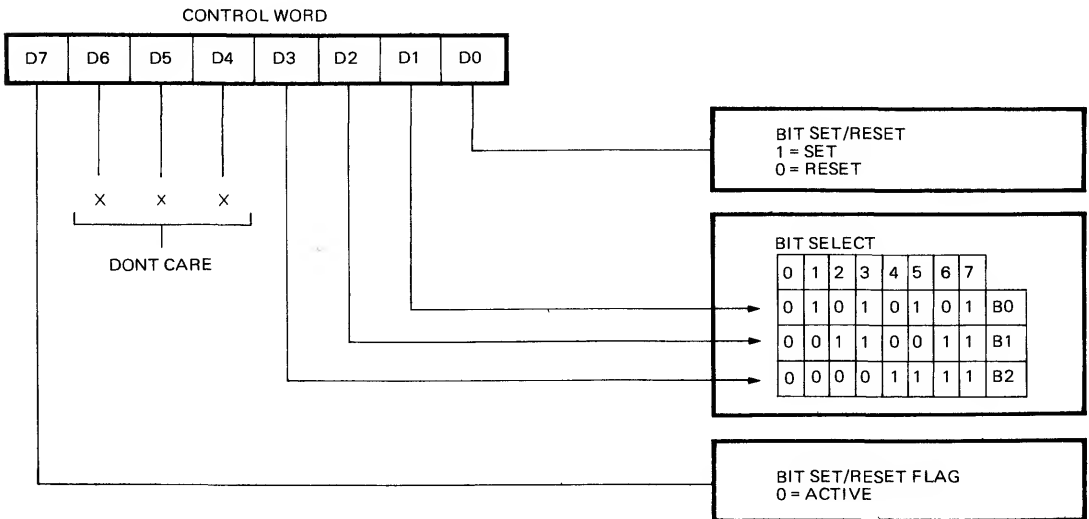 CONTROL WORD
D7 D6 D5 D4 D3 D2 D1 D0
BIT SET/RESET
1 = SET
0 = RESET
X X X
DONT CARE
BIT SELECT
0 1 2 3 4 5 6 7
0 1 0 1 0 1 0 1 B0
0 0 1 1 0 0 1 1 B1
0 0 0 0 1 1 1 1 B2
BIT SET/RESET FLAG
0 = ACTIVE